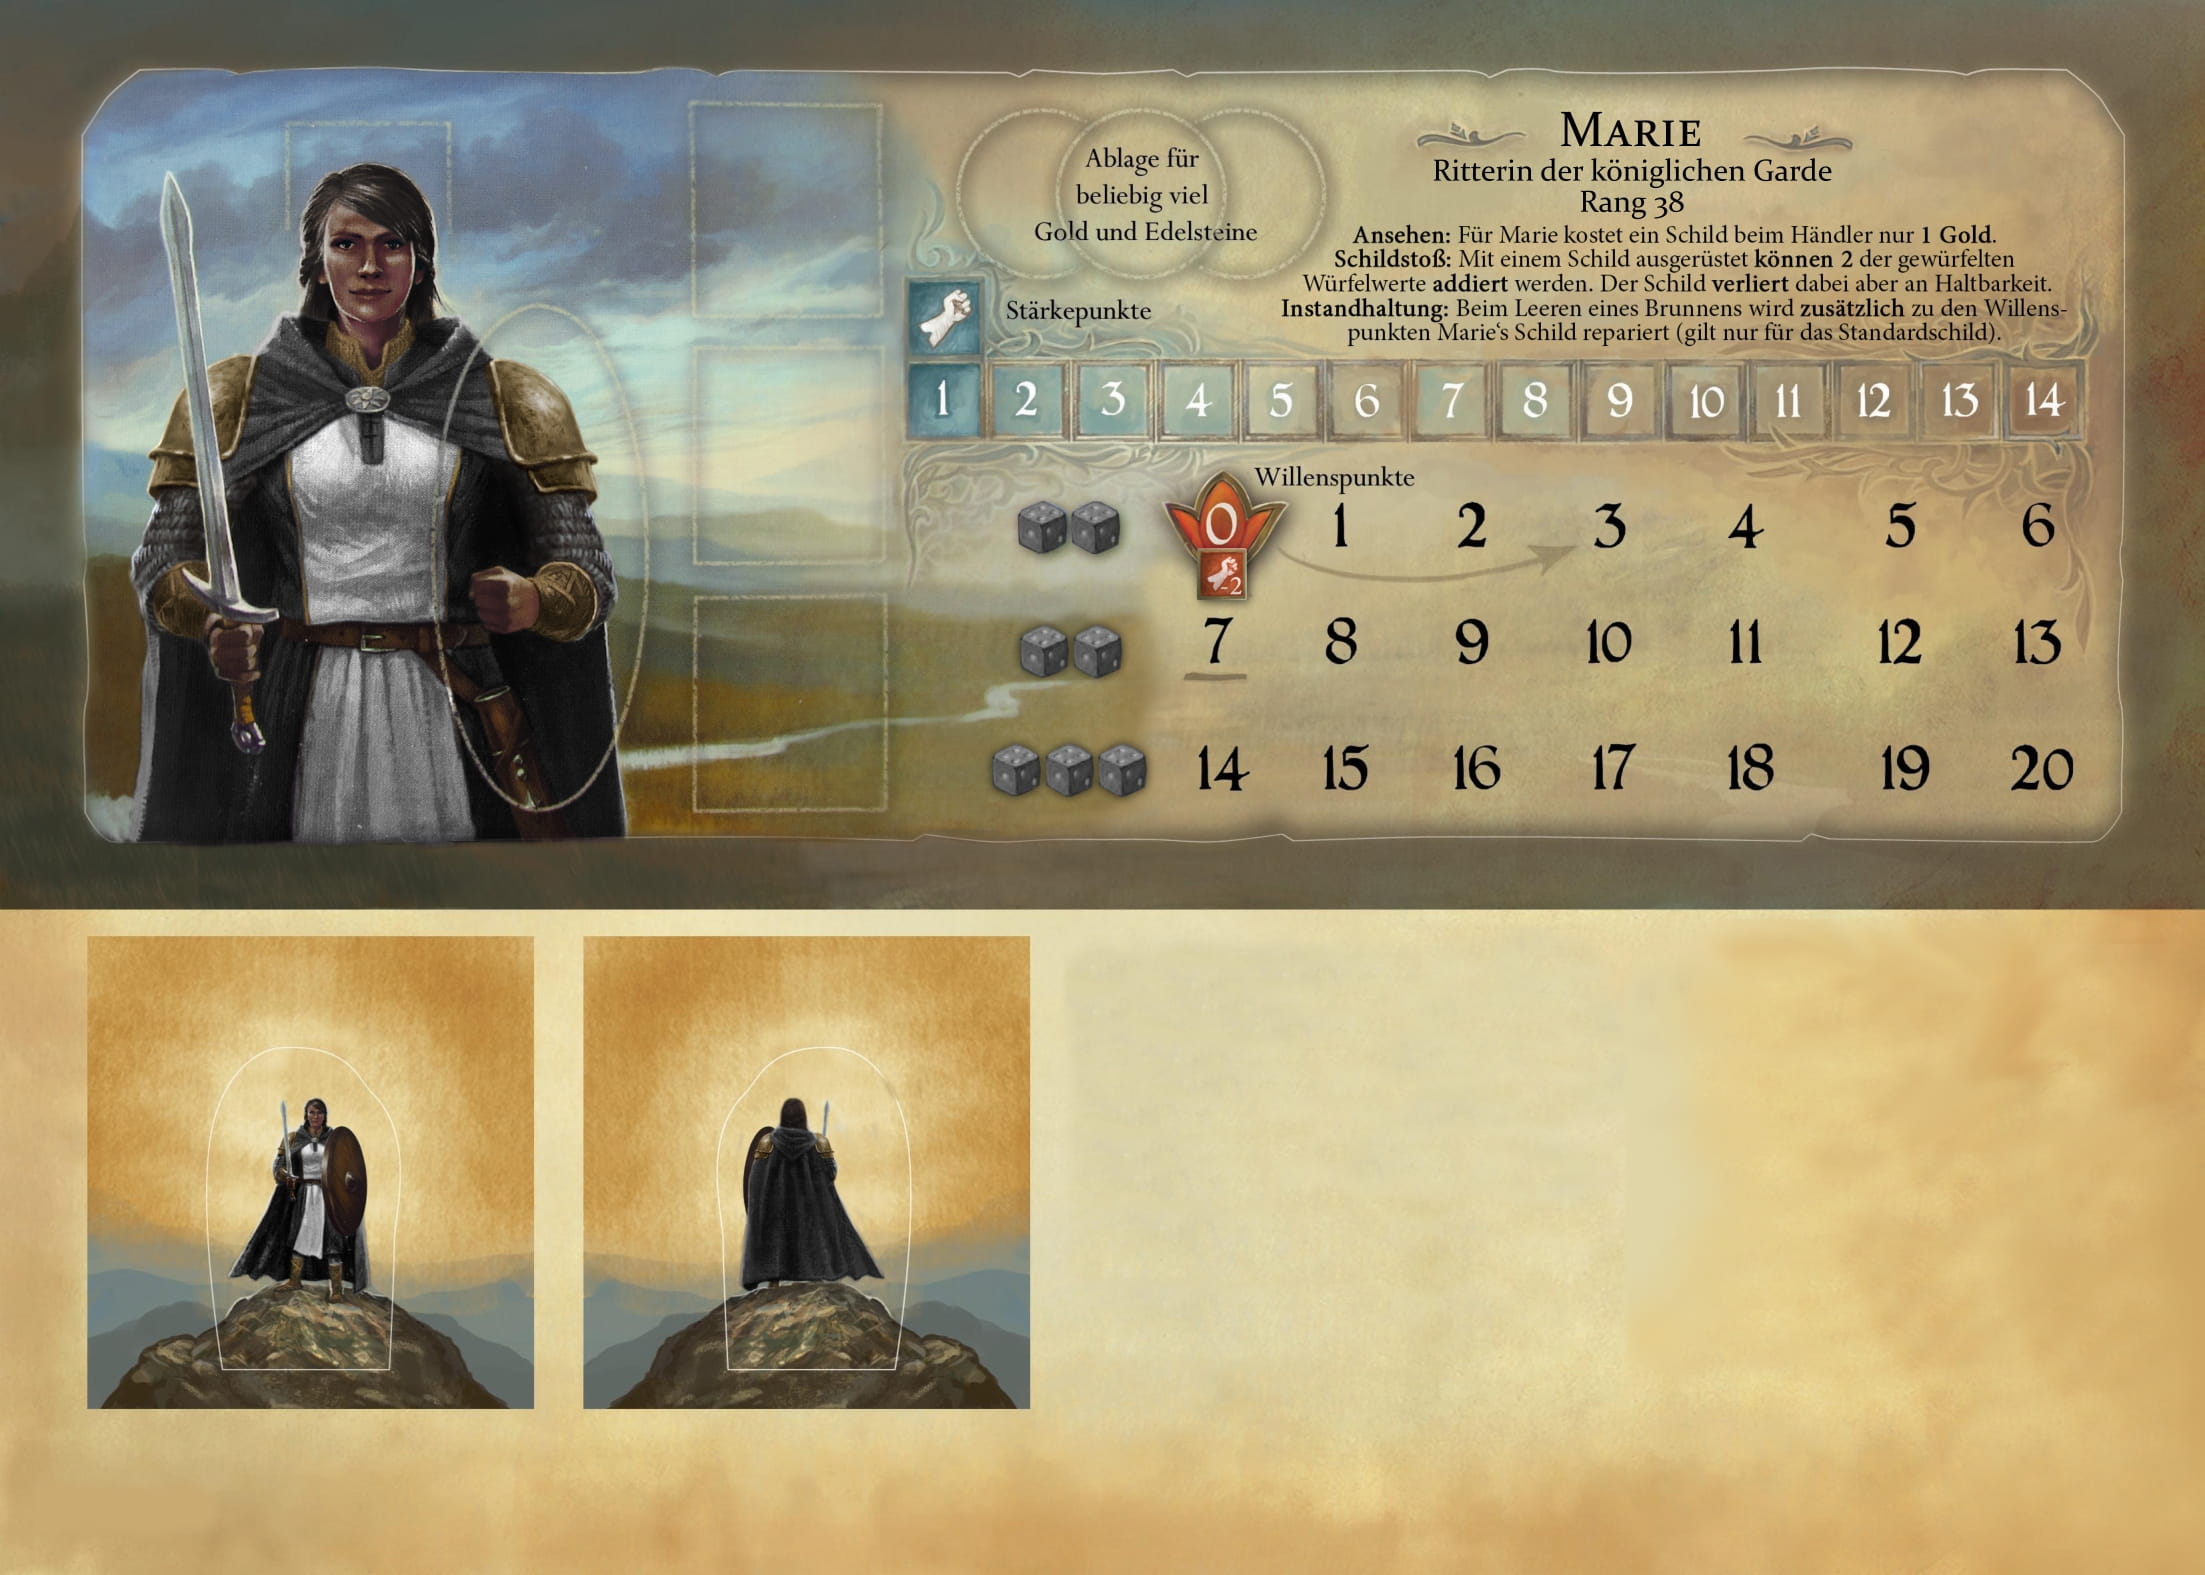 Ablage für
beliebig viel
Gold und Edelsteine
Marie
Ritterin der königlichen Garde
Rang 38
Ansehen: Für Marie kostet ein Schild beim Händler nur 1 Gold.
Schildstoß: Mit einem Schild ausgerüstet können 2 der gewürfelten
Würfelwerte addiert werden. Der Schild verliert dabei aber an Haltbarkeit.
Instandhaltung: Beim Leeren eines Brunnens wird zusätzlich zu den Willens-
punkten Marie‘s Schild repariert (gilt nur für das Standardschild).
Stärkepunkte
1 2 3 4 5 6 7 8 9 10 11 12 13 14
Willenspunkte
0 1 2 3 4 5 6
-2
7 8 9 10 11 12 13
14 15 16 17 18 19 20